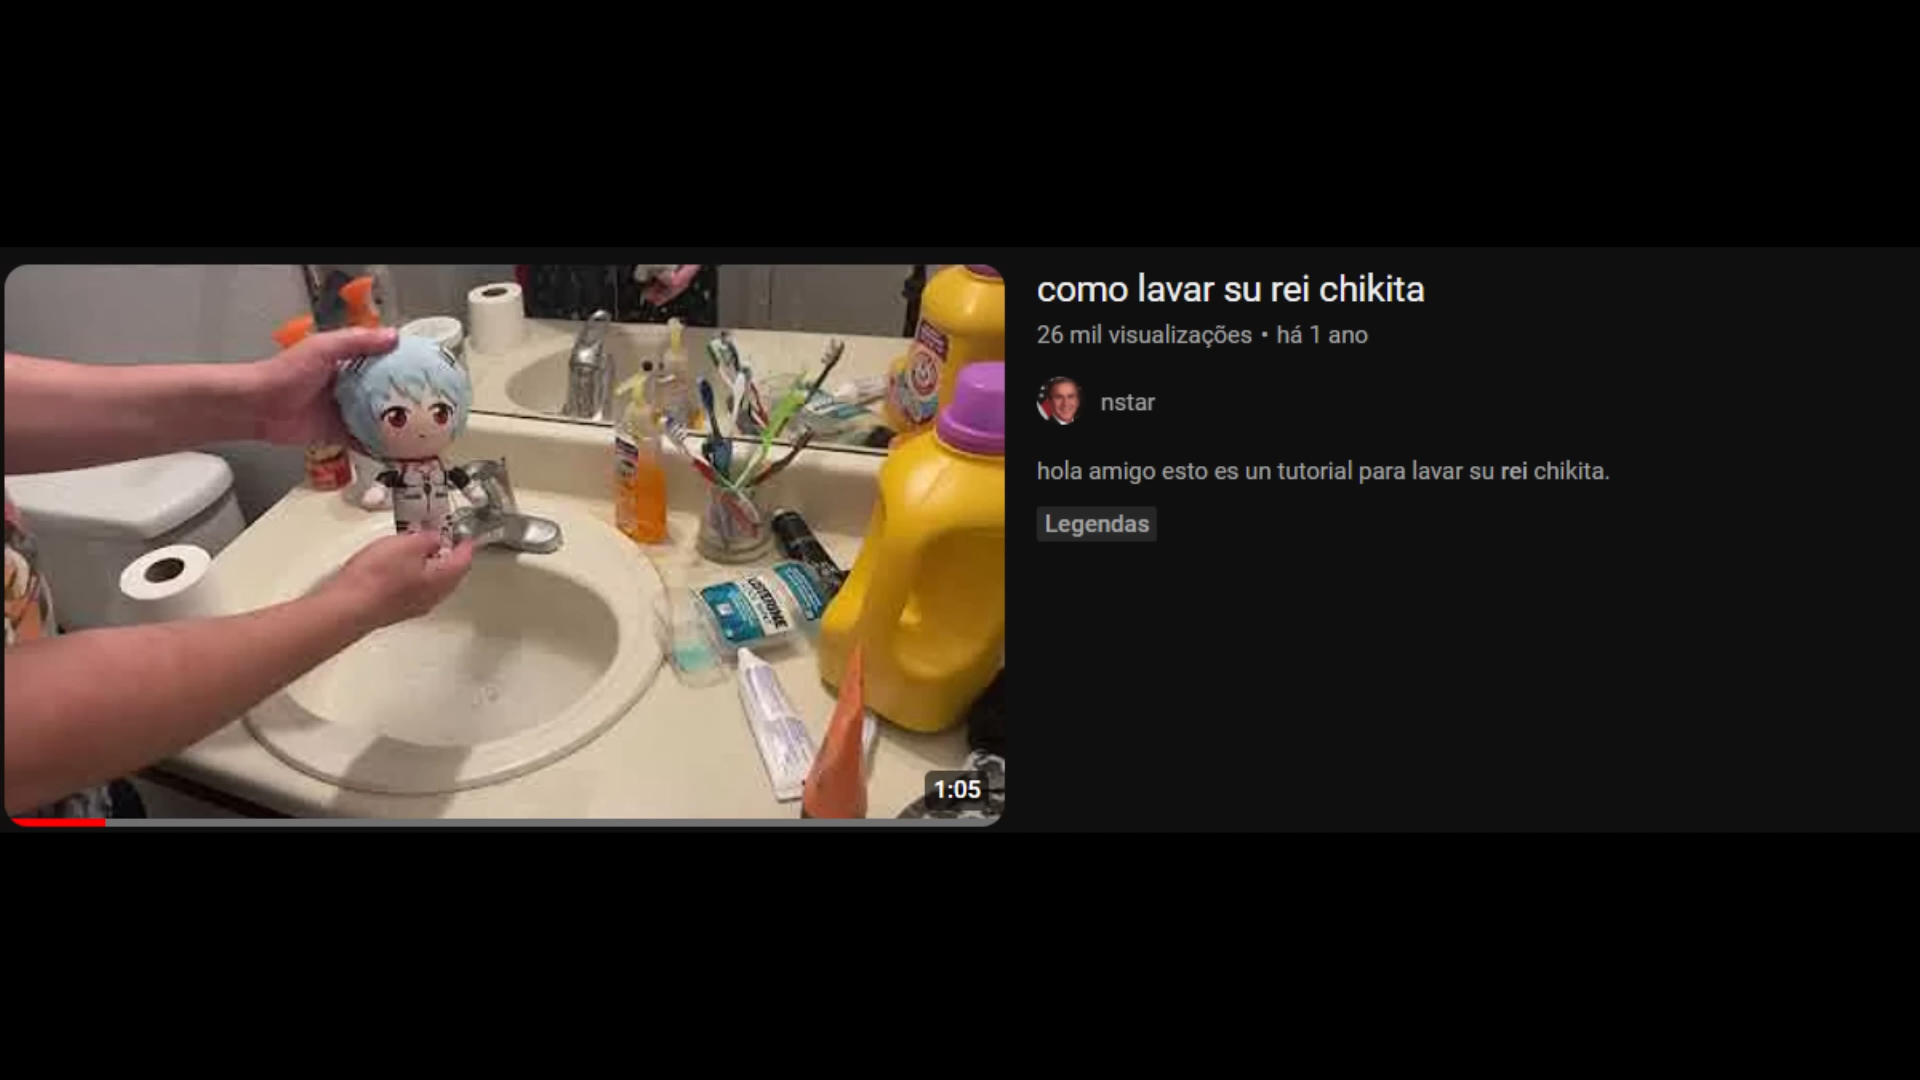 como lavar su rei chikita
26 mil visualizações • há 1 ano
nstar
hola amigo esto es un tutorial para lavar su rei chikita.
Legendas
LISTERINE
1:05